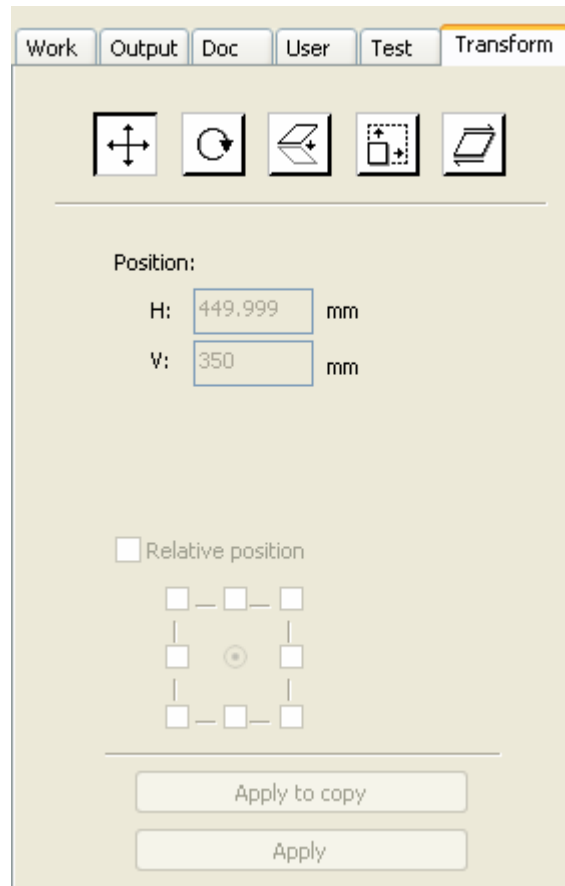 Work Output Doc User Test Transform
Position:
H: 449.999 mm
V: 350 mm
Relative position
Apply to copy
Apply